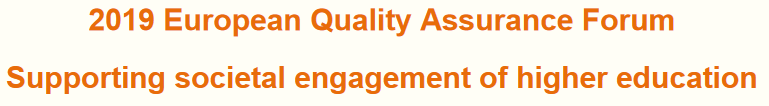 2019 European Quality Assurance Forum
Supporting societal engagement of higher education